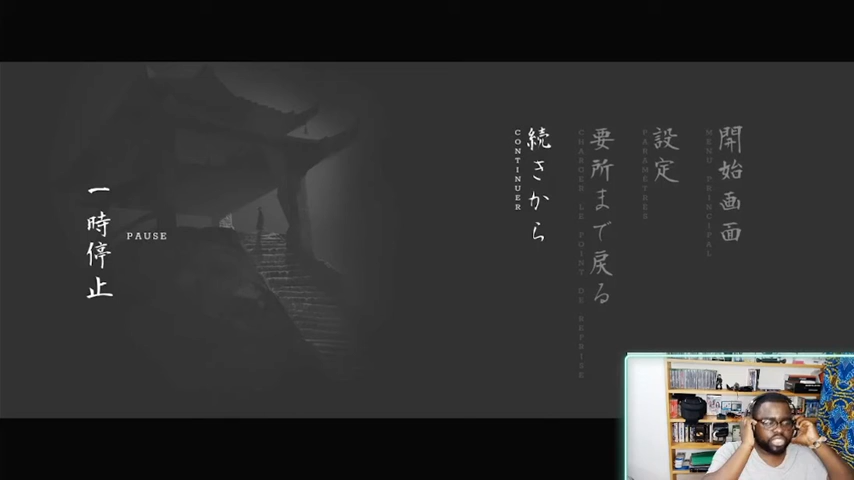 開始画面
MENU PRINCIPAL
設定
PARAMÈTRES
要所まで戻る
CHARGER LE POINT DE REPRISE
続きから
CONTINUER
一時停止
PAUSE